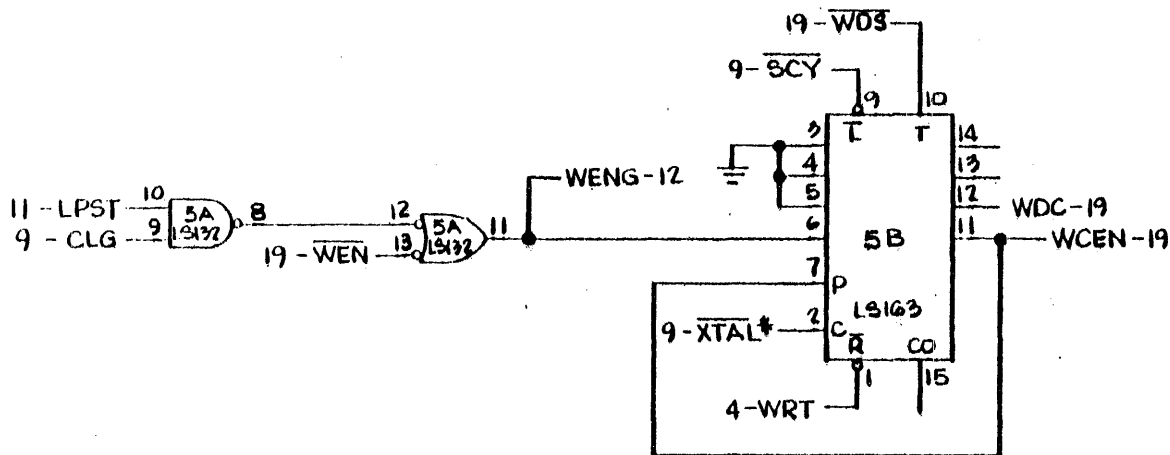 19-WDS
9-SCY
9 10
L T
3 14
4 13
WENG-12
5 12 WDC-19
10
11-LPST 5A 8 12 5A 11 6 5B 11 WCEN-19
9 LS132 LS132
9-CLG 19-WEN 13
7 P
LS163
9-XTAL* 2 C
R CO
1 15
4-WRT